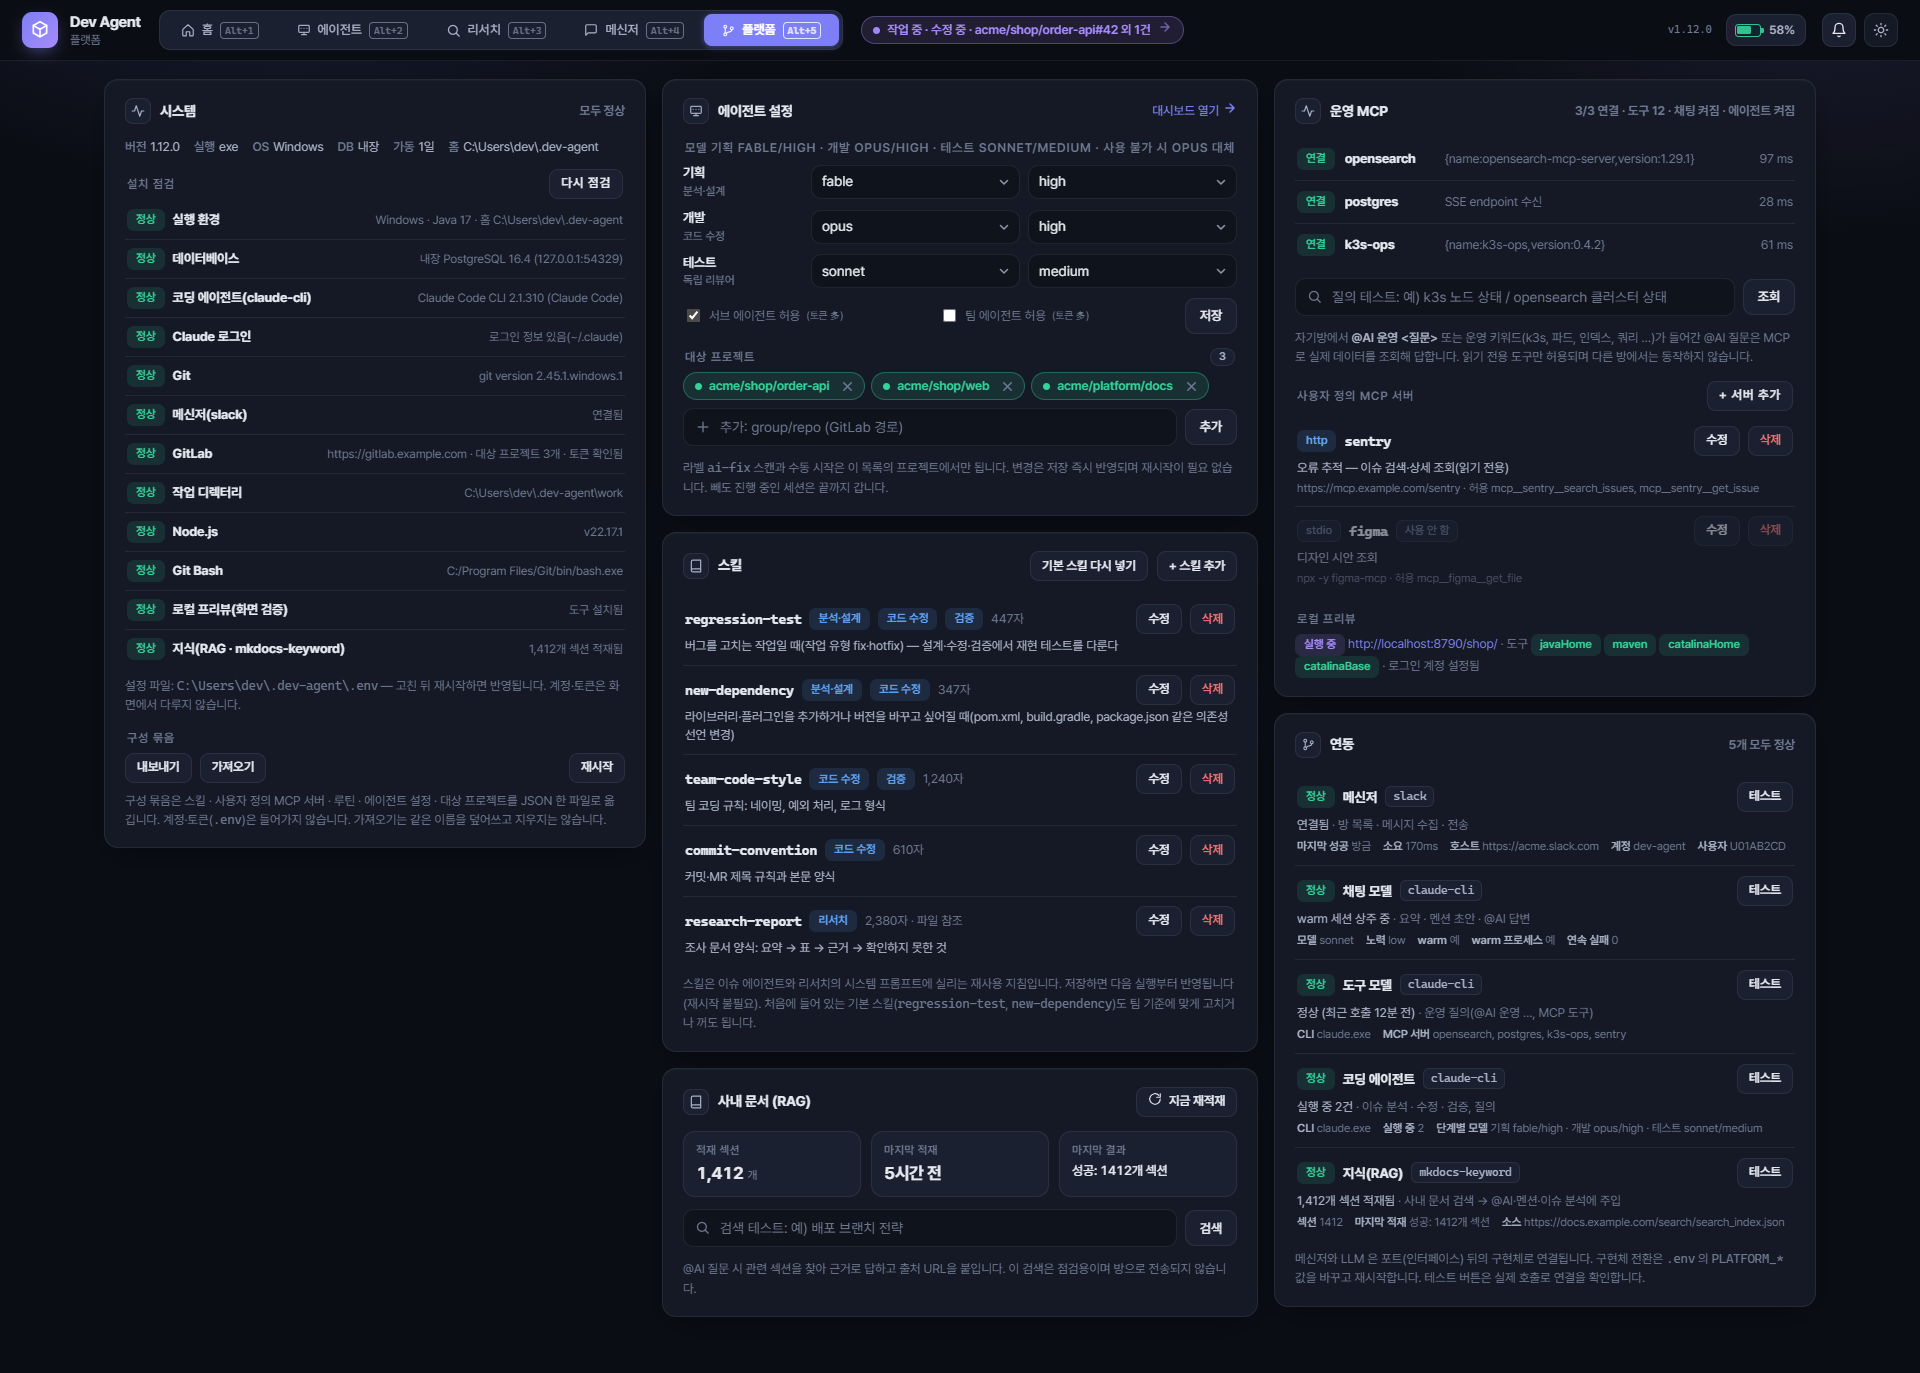 Dev Agent
플랫폼
홈 Alt+1
에이전트 Alt+2
리서치 Alt+3
메신저 Alt+4
플랫폼 Alt+5
작업 중 · 수정 중 · acme/shop/order-api#42 외 1건 →
v1.12.0
58%
시스템
모두 정상
버전 1.12.0 실행 exe OS Windows DB 내장 가동 1일 홈 C:\Users\dev\.dev-agent
설치 점검
다시 점검
정상 실행 환경 Windows · Java 17 · 홈 C:\Users\dev\.dev-agent
정상 데이터베이스 내장 PostgreSQL 16.4 (127.0.0.1:54329)
정상 코딩 에이전트(claude-cli) Claude Code CLI 2.1.310 (Claude Code)
정상 Claude 로그인 로그인 정보 있음(~/.claude)
정상 Git git version 2.45.1.windows.1
정상 메신저(slack) 연결됨
정상 GitLab https://gitlab.example.com · 대상 프로젝트 3개 · 토큰 확인됨
정상 작업 디렉터리 C:\Users\dev\.dev-agent\work
정상 Node.js v22.17.1
정상 Git Bash C:/Program Files/Git/bin/bash.exe
정상 로컬 프리뷰(화면 검증) 도구 설치됨
정상 지식(RAG · mkdocs-keyword) 1,412개 섹션 적재됨
설정 파일: C:\Users\dev\.dev-agent\.env — 고친 뒤 재시작하면 반영됩니다. 계정·토큰은 화
면에서 다루지 않습니다.
구성 묶음
내보내기 가져오기 재시작
구성 묶음은 스킬 · 사용자 정의 MCP 서버 · 루틴 · 에이전트 설정 · 대상 프로젝트를 JSON 한 파일로 옮
깁니다. 계정·토큰(.env)은 들어가지 않습니다. 가져오기는 같은 이름을 덮어쓰고 지우지는 않습니다.
에이전트 설정
대시보드 열기 →
모델 기획 FABLE/HIGH · 개발 OPUS/HIGH · 테스트 SONNET/MEDIUM · 사용 불가 시 OPUS 대체
기획
분석·설계
fable high
개발
코드 수정
opus high
테스트
독립 리뷰어
sonnet medium
서브 에이전트 허용 (토큰 多) 팀 에이전트 허용 (토큰 多) 저장
대상 프로젝트 3
acme/shop/order-api × acme/shop/web × acme/platform/docs ×
+ 추가: group/repo (GitLab 경로) 추가
라벨 ai-fix 스캔과 수동 시작은 이 목록의 프로젝트에서만 됩니다. 변경은 저장 즉시 반영되며 재시작이 필요 없습
니다. 빼도 진행 중인 세션은 끝까지 갑니다.
스킬
기본 스킬 다시 넣기 + 스킬 추가
regression-test 분석·설계 코드 수정 검증 447자 수정 삭제
버그를 고치는 작업일 때(작업 유형 fix·hotfix) — 설계·수정·검증에서 재현 테스트를 다룬다
new-dependency 분석·설계 코드 수정 347자 수정 삭제
라이브러리·플러그인을 추가하거나 버전을 바꾸고 싶어질 때(pom.xml, build.gradle, package.json 같은 의존성
선언 변경)
team-code-style 코드 수정 검증 1,240자 수정 삭제
팀 코딩 규칙: 네이밍, 예외 처리, 로그 형식
commit-convention 코드 수정 610자 수정 삭제
커밋·MR 제목 규칙과 본문 양식
research-report 리서치 2,380자 · 파일 참조 수정 삭제
조사 문서 양식: 요약 → 표 → 근거 → 확인하지 못한 것
스킬은 이슈 에이전트와 리서치의 시스템 프롬프트에 실리는 재사용 지침입니다. 저장하면 다음 실행부터 반영됩니다
(재시작 불필요). 처음에 들어 있는 기본 스킬(regression-test, new-dependency)도 팀 기준에 맞게 고치거
나 꺼도 됩니다.
사내 문서 (RAG)
지금 재적재
적재 섹션
1,412 개
마지막 적재
5시간 전
마지막 결과
성공: 1412개 섹션
검색 테스트: 예) 배포 브랜치 전략 검색
@AI 질문 시 관련 섹션을 찾아 근거로 답하고 출처 URL을 붙입니다. 이 검색은 점검용이며 방으로 전송되지 않습니
다.
운영 MCP
3/3 연결 · 도구 12 · 채팅 켜짐 · 에이전트 켜짐
연결 opensearch {name:opensearch-mcp-server,version:1.29.1} 97 ms
연결 postgres SSE endpoint 수신 28 ms
연결 k3s-ops {name:k3s-ops,version:0.4.2} 61 ms
질의 테스트: 예) k3s 노드 상태 / opensearch 클러스터 상태 조회
자기방에서 @AI 운영 <질문> 또는 운영 키워드(k3s, 파드, 인덱스, 쿼리 …)가 들어간 @AI 질문은 MCP
로 실제 데이터를 조회해 답합니다. 읽기 전용 도구만 허용되며 다른 방에서는 동작하지 않습니다.
사용자 정의 MCP 서버 + 서버 추가
http sentry 수정 삭제
오류 추적 — 이슈 검색·상세 조회(읽기 전용)
https://mcp.example.com/sentry · 허용 mcp__sentry__search_issues, mcp__sentry__get_issue
stdio figma 사용 안 함 수정 삭제
디자인 시안 조회
npx -y figma-mcp · 허용 mcp__figma__get_file
로컬 프리뷰
실행 중 http://localhost:8790/shop/ · 도구 javaHome maven catalinaHome
catalinaBase · 로그인 계정 설정됨
연동
5개 모두 정상
정상 메신저 slack 테스트
연결됨 · 방 목록 · 메시지 수집 · 전송
마지막 성공 방금 소요 170ms 호스트 https://acme.slack.com 계정 dev-agent 사용자 U01AB2CD
정상 채팅 모델 claude-cli 테스트
warm 세션 상주 중 · 요약 · 멘션 초안 · @AI 답변
모델 sonnet 노력 low warm 예 warm 프로세스 예 연속 실패 0
정상 도구 모델 claude-cli 테스트
정상 (최근 호출 12분 전) · 운영 질의(@AI 운영 …, MCP 도구)
CLI claude.exe MCP 서버 opensearch, postgres, k3s-ops, sentry
정상 코딩 에이전트 claude-cli 테스트
실행 중 2건 · 이슈 분석 · 수정 · 검증, 질의
CLI claude.exe 실행 중 2 단계별 모델 기획 fable/high · 개발 opus/high · 테스트 sonnet/medium
정상 지식(RAG) mkdocs-keyword 테스트
1,412개 섹션 적재됨 · 사내 문서 검색 → @AI·멘션·이슈 분석에 주입
섹션 1412 마지막 적재 성공: 1412개 섹션 소스 https://docs.example.com/search/search_index.json
메신저와 LLM 은 포트(인터페이스) 뒤의 구현체로 연결됩니다. 구현체 전환은 .env 의 PLATFORM_*
값을 바꾸고 재시작합니다. 테스트 버튼은 실제 호출로 연결을 확인합니다.